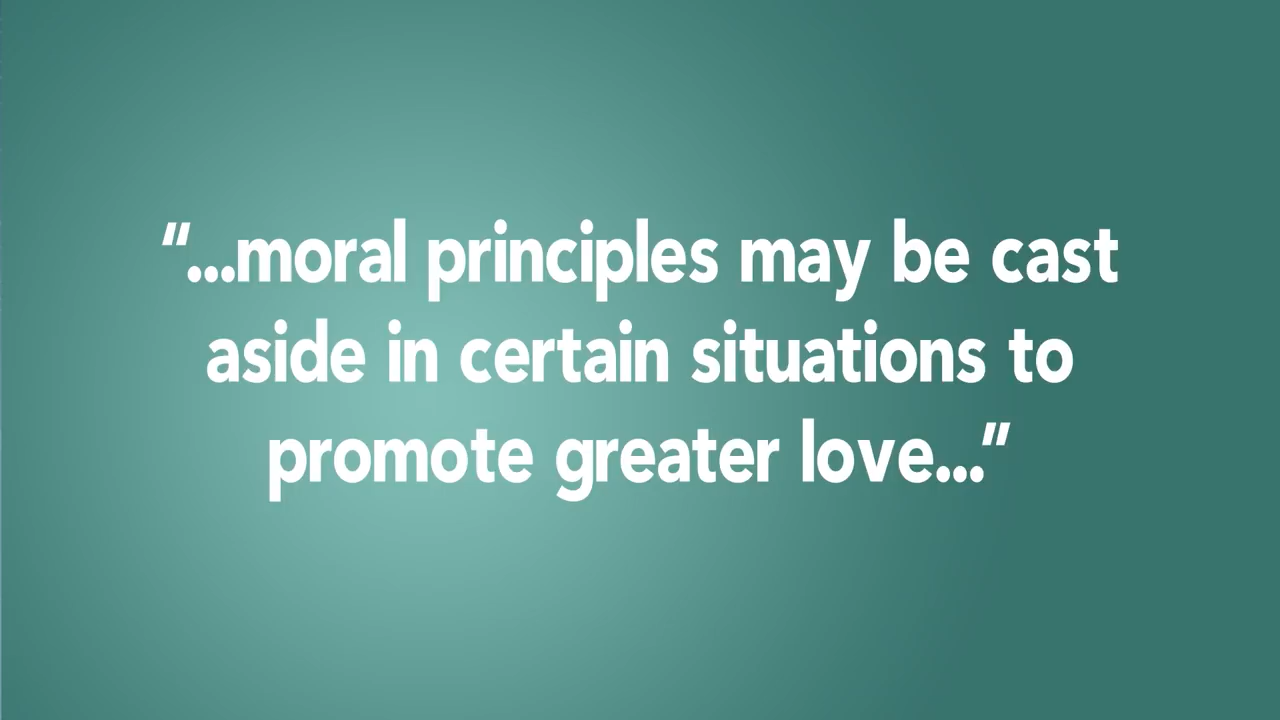 "...moral principles may be cast
aside in certain situations to
promote greater love..."